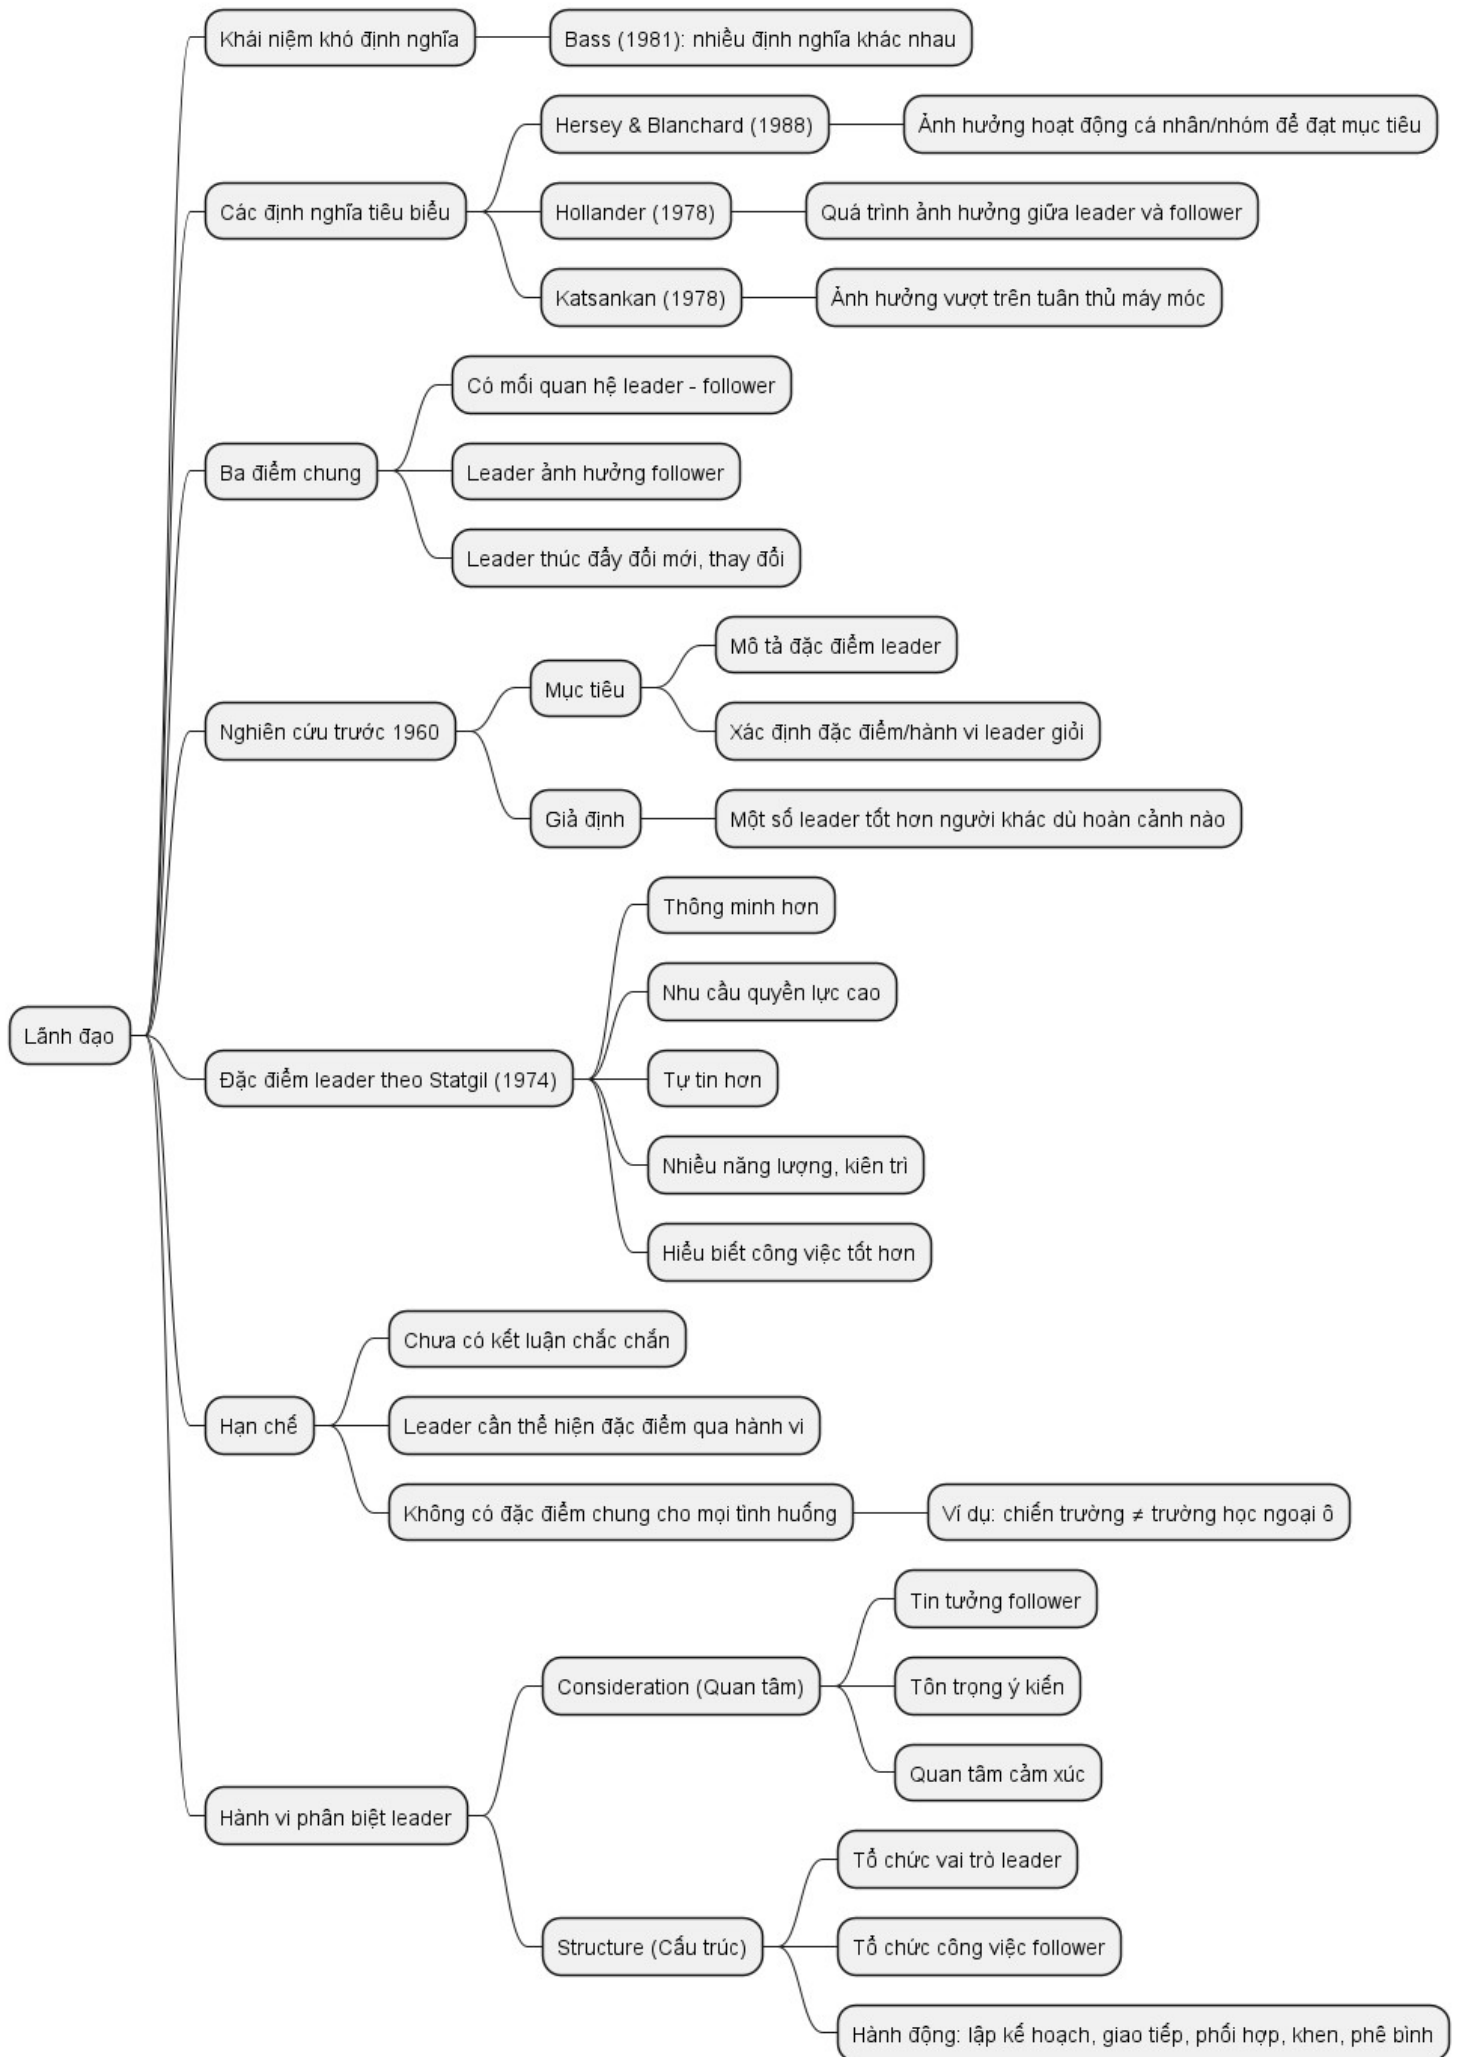 Khái niệm khó định nghĩa
Bass (1981): nhiều định nghĩa khác nhau
Các định nghĩa tiêu biểu
Hersey & Blanchard (1988)
Ảnh hưởng hoạt động cá nhân/nhóm để đạt mục tiêu
Hollander (1978)
Quá trình ảnh hưởng giữa leader và follower
Katsankan (1978)
Ảnh hưởng vượt trên tuân thủ máy móc
Ba điểm chung
Có mối quan hệ leader - follower
Leader ảnh hưởng follower
Leader thúc đẩy đổi mới, thay đổi
Nghiên cứu trước 1960
Mục tiêu
Mô tả đặc điểm leader
Xác định đặc điểm/hành vi leader giỏi
Giả định
Một số leader tốt hơn người khác dù hoàn cảnh nào
Lãnh đạo
Đặc điểm leader theo Statgil (1974)
Thông minh hơn
Nhu cầu quyền lực cao
Tự tin hơn
Nhiều năng lượng, kiên trì
Hiểu biết công việc tốt hơn
Hạn chế
Chưa có kết luận chắc chắn
Leader cần thể hiện đặc điểm qua hành vi
Không có đặc điểm chung cho mọi tình huống
Ví dụ: chiến trường ≠ trường học ngoại ô
Hành vi phân biệt leader
Consideration (Quan tâm)
Tin tưởng follower
Tôn trọng ý kiến
Quan tâm cảm xúc
Structure (Cấu trúc)
Tổ chức vai trò leader
Tổ chức công việc follower
Hành động: lập kế hoạch, giao tiếp, phối hợp, khen, phê bình